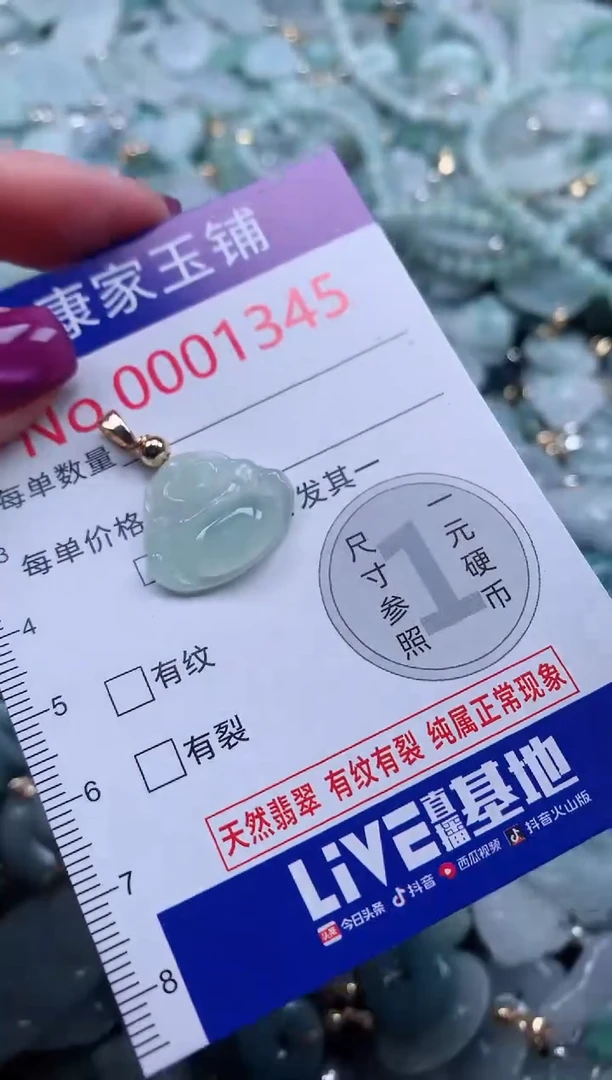 康家玉铺
No.0001345
每单数量
每单价格
发其一
3
4
5
6
7
8
尺寸参照
1
一元硬币
有纹
有裂
天然翡翠 有纹有裂 纯属正常现象
LiVE直播基地
头条 今日头条 抖音 西瓜视频 抖音火山版